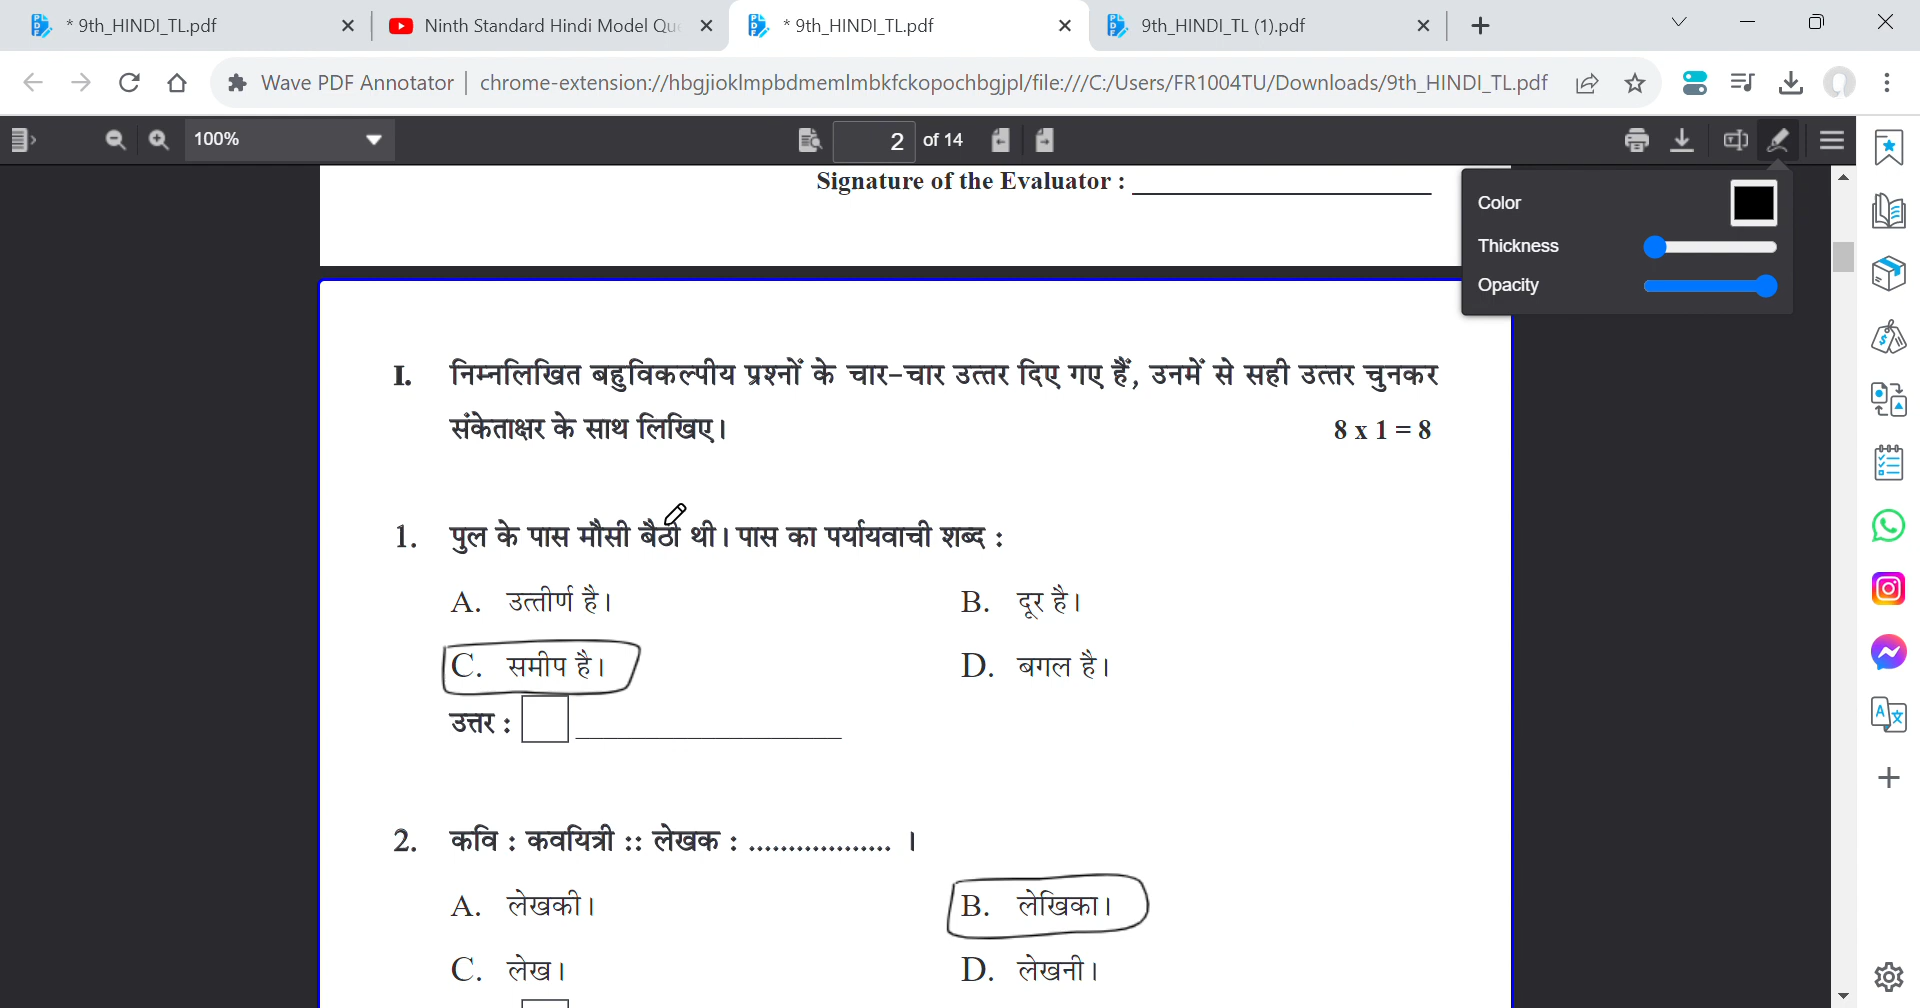 * 9th_HINDI_TL.pdf
Ninth Standard Hindi Model Qu
* 9th_HINDI_TL.pdf
9th_HINDI_TL (1).pdf
Wave PDF Annotator | chrome-extension://hbgjioklmpbdmemlmbkfckopochbgjpl/file:///C:/Users/FR1004TU/Downloads/9th_HINDI_TL.pdf
100%
2 of 14
Signature of the Evaluator : ____________
Color
Thickness
Opacity
I. निम्नलिखित बहुविकल्पीय प्रश्नों के चार-चार उत्तर दिए गए हैं, उनमें से सही उत्तर चुनकर
संकेताक्षर के साथ लिखिए। 8 x 1 = 8
1. पुल के पास मौसी बैठी थी। पास का पर्यायवाची शब्द :
A. उत्तीर्ण है। B. दूर है।
C. समीप है। D. बगल है।
उत्तर : ____________
2. कवि : कवयित्री :: लेखक : .................. ।
A. लेखकी। B. लेखिका।
C. लेख। D. लेखनी।